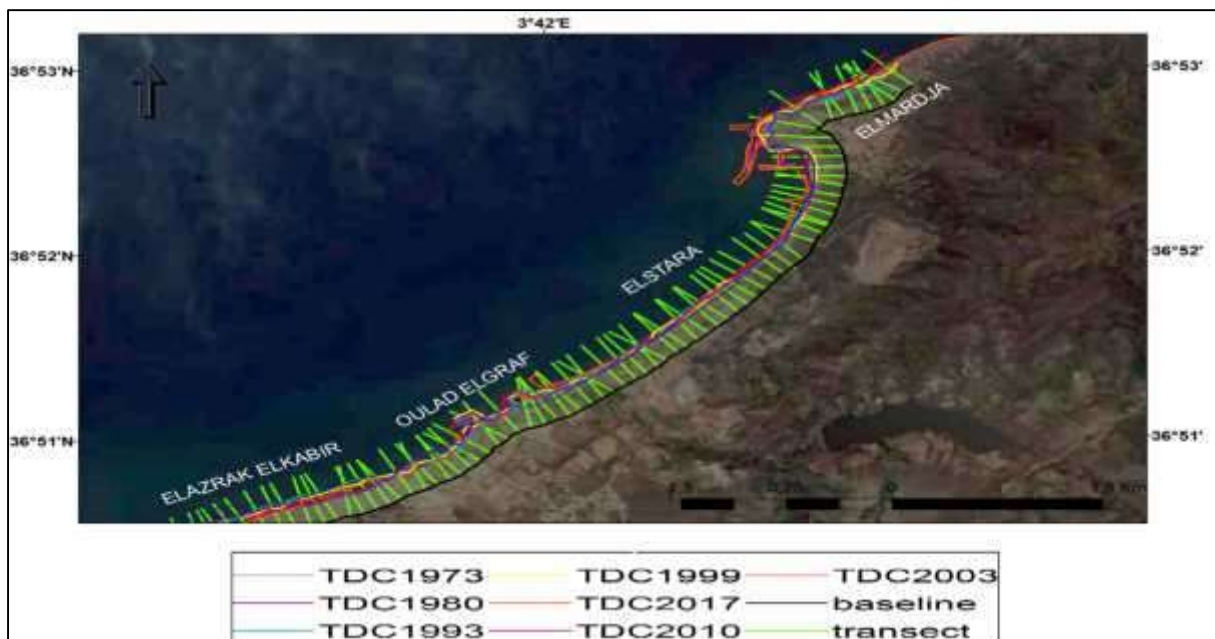 3°42'E
36°53'N
36°53'
ELMARDJA
36°52'N
36°52'
ELSTARA
OULAD ELGRAF
36°51'N
36°51'
ELAZRAK ELKABIR
0
TDC1973 TDC1999 TDC2003
TDC1980 TDC2017 baseline
TDC1993 TDC2010 transect